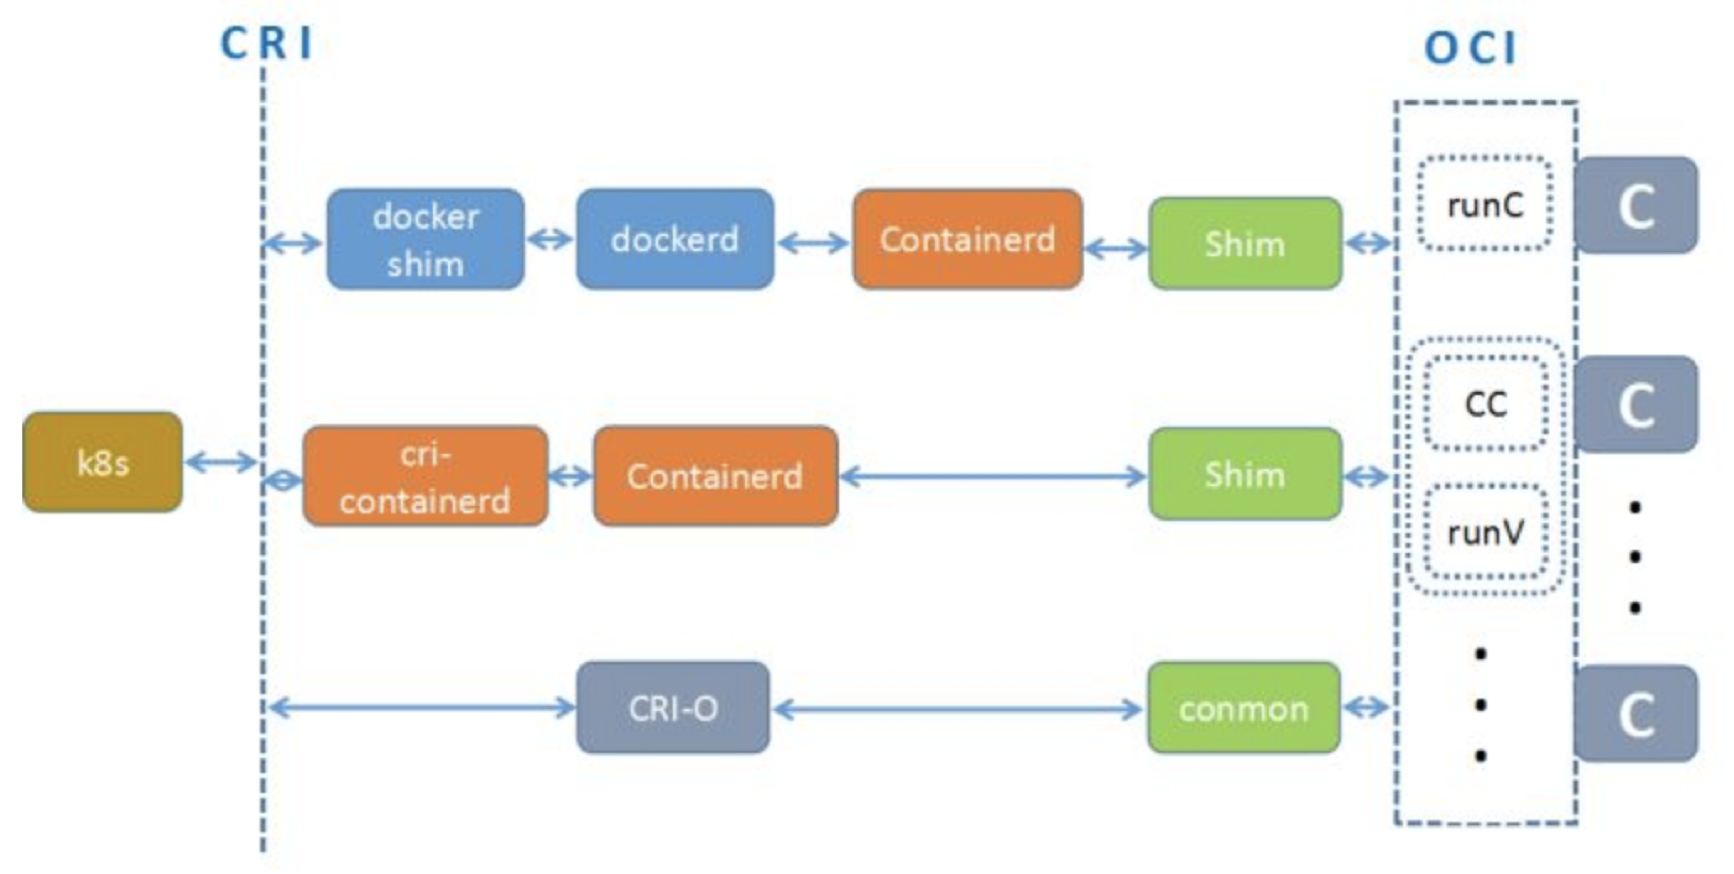 CRI
OCI
docker
shim
dockerd
Containerd
Shim
runC
C
k8s
cri-
containerd
Containerd
Shim
CC
runV
C
CRI-O
conmon
C